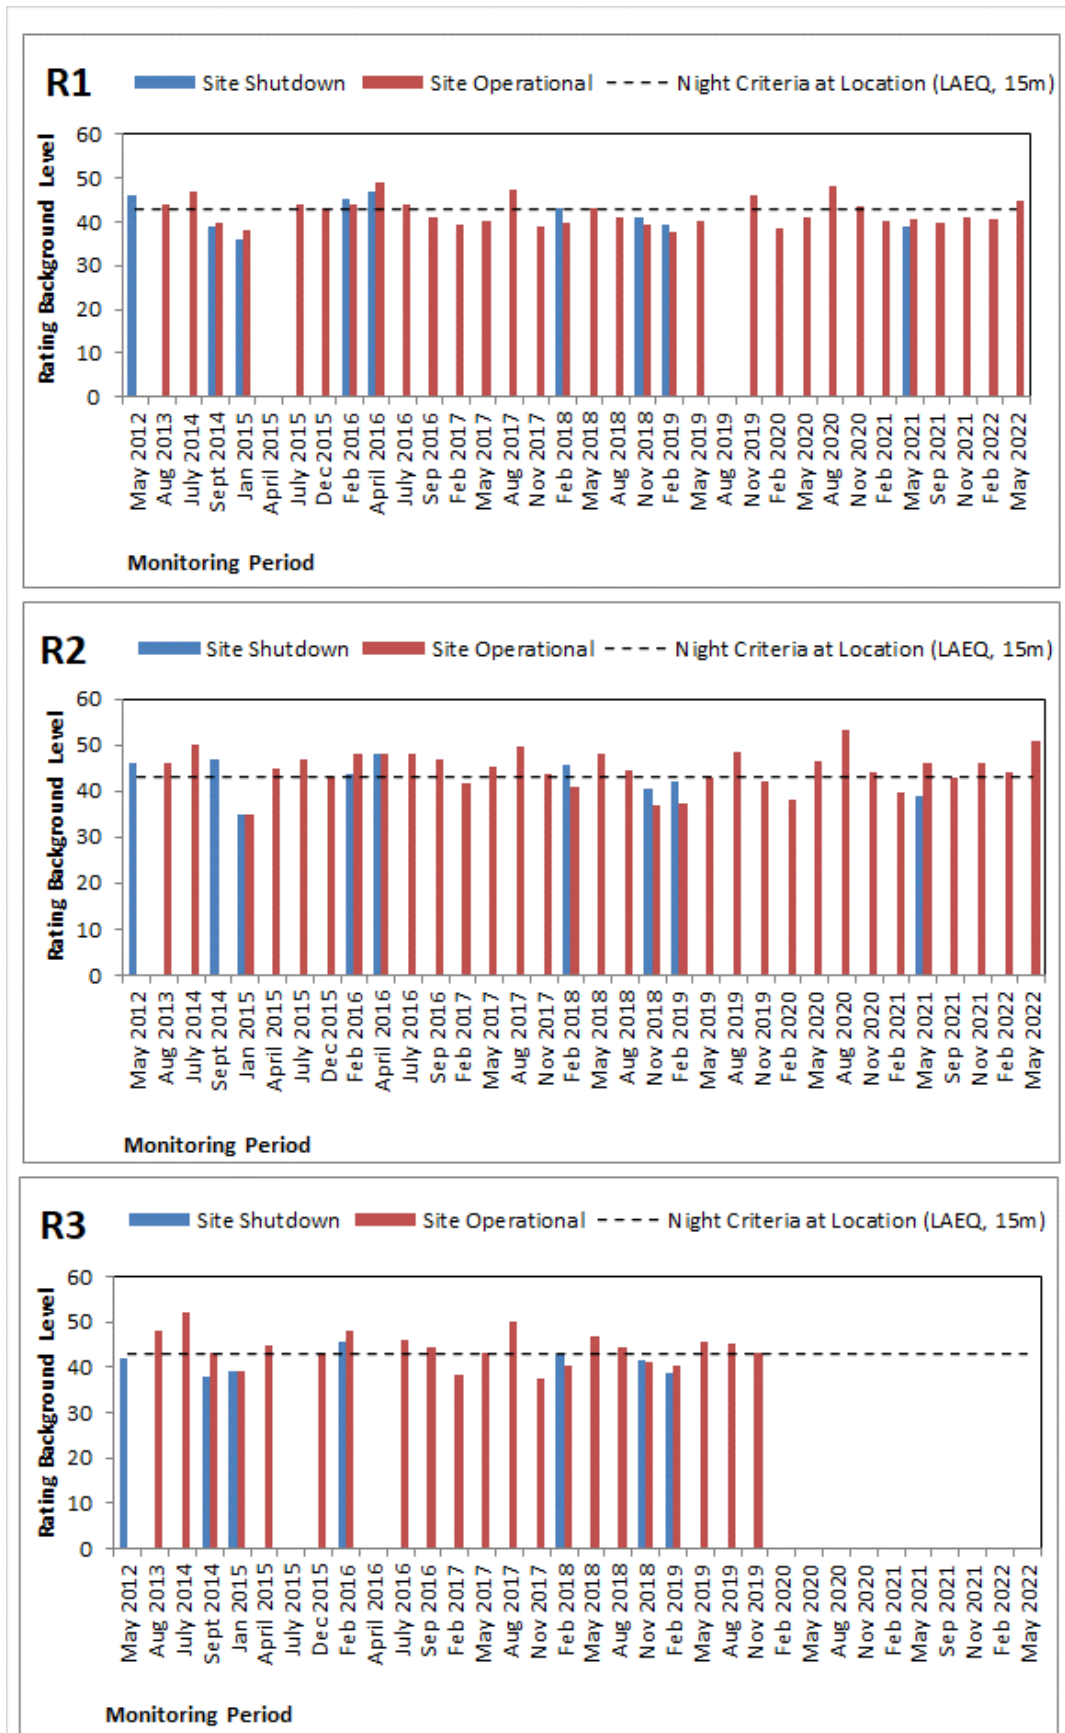 R1
Site Shutdown Site Operational Night Criteria at Location (LAEQ, 15m)
Rating Background Level
60
50
40
30
20
10
0
May 2012
Aug 2013
July 2014
Sept 2014
Jan 2015
April 2015
July 2015
Dec 2015
Feb 2016
April 2016
July 2016
Sep 2016
Feb 2017
May 2017
Aug 2017
Nov 2017
Feb 2018
May 2018
Aug 2018
Nov 2018
Feb 2019
May 2019
Aug 2019
Nov 2019
Feb 2020
May 2020
Aug 2020
Nov 2020
Feb 2021
May 2021
Sep 2021
Nov 2021
Feb 2022
May 2022
Monitoring Period
R2
Site Shutdown Site Operational Night Criteria at Location (LAEQ, 15m)
Rating Background Level
60
50
40
30
20
10
0
May 2012
Aug 2013
July 2014
Sept 2014
Jan 2015
April 2015
July 2015
Dec 2015
Feb 2016
April 2016
July 2016
Sep 2016
Feb 2017
May 2017
Aug 2017
Nov 2017
Feb 2018
May 2018
Aug 2018
Nov 2018
Feb 2019
May 2019
Aug 2019
Nov 2019
Feb 2020
May 2020
Aug 2020
Nov 2020
Feb 2021
May 2021
Sep 2021
Nov 2021
Feb 2022
May 2022
Monitoring Period
R3
Site Shutdown Site Operational Night Criteria at Location (LAEQ, 15m)
Rating Background Level
60
50
40
30
20
10
0
May 2012
Aug 2013
July 2014
Sept 2014
Jan 2015
April 2015
July 2015
Dec 2015
Feb 2016
April 2016
July 2016
Sep 2016
Feb 2017
May 2017
Aug 2017
Nov 2017
Feb 2018
May 2018
Aug 2018
Nov 2018
Feb 2019
May 2019
Aug 2019
Nov 2019
Feb 2020
May 2020
Aug 2020
Nov 2020
Feb 2021
May 2021
Sep 2021
Nov 2021
Feb 2022
May 2022
Monitoring Period